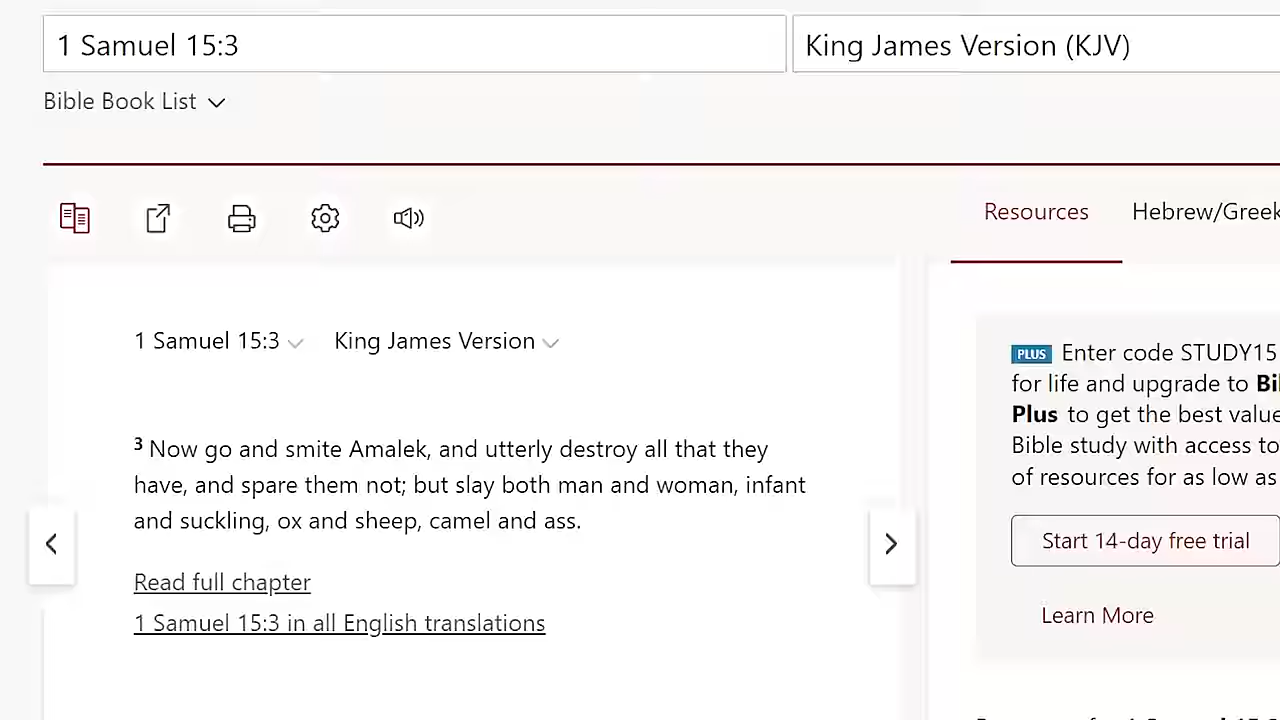 1 Samuel 15:3
King James Version (KJV)
Bible Book List
Resources
Hebrew/Greek
1 Samuel 15:3
King James Version
3 Now go and smite Amalek, and utterly destroy all that they
have, and spare them not; but slay both man and woman, infant
and suckling, ox and sheep, camel and ass.
Read full chapter
1 Samuel 15:3 in all English translations
PLUS Enter code STUDY15
for life and upgrade to
Plus to get the best value
Bible study with access to
of resources for as low as
Start 14-day free trial
Learn More